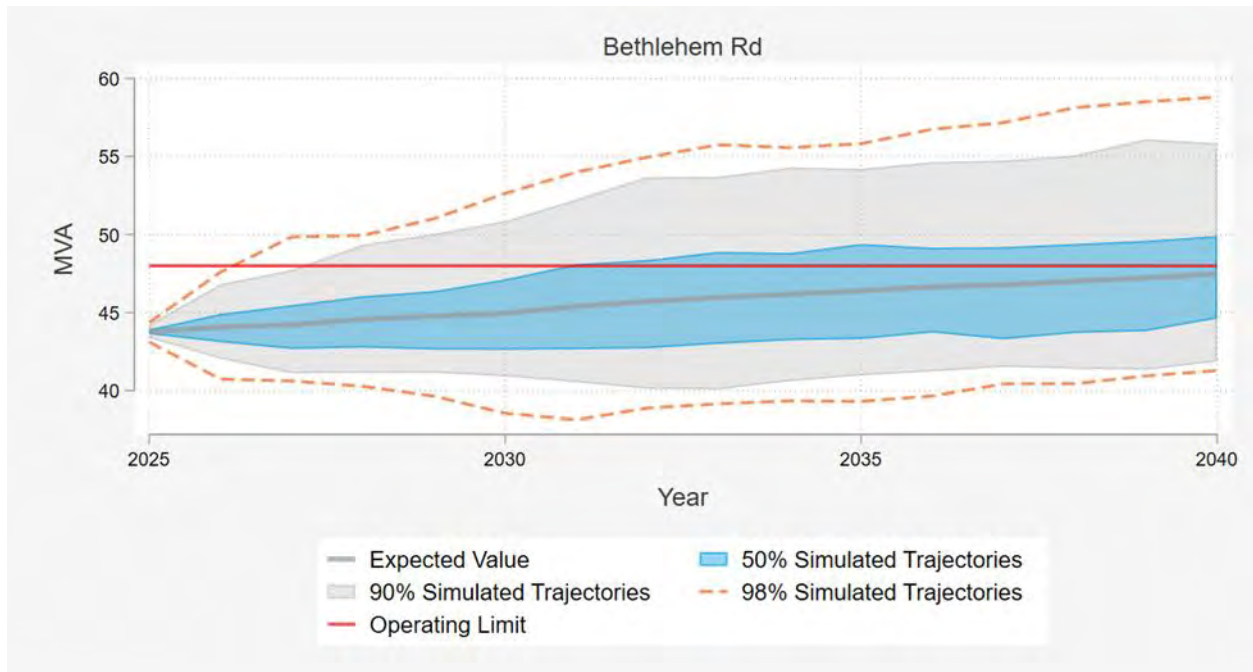 Bethlehem Rd
60
55
50
45
40
MVA
2025 2030 2035 2040
Year
Expected Value 50% Simulated Trajectories
90% Simulated Trajectories 98% Simulated Trajectories
Operating Limit